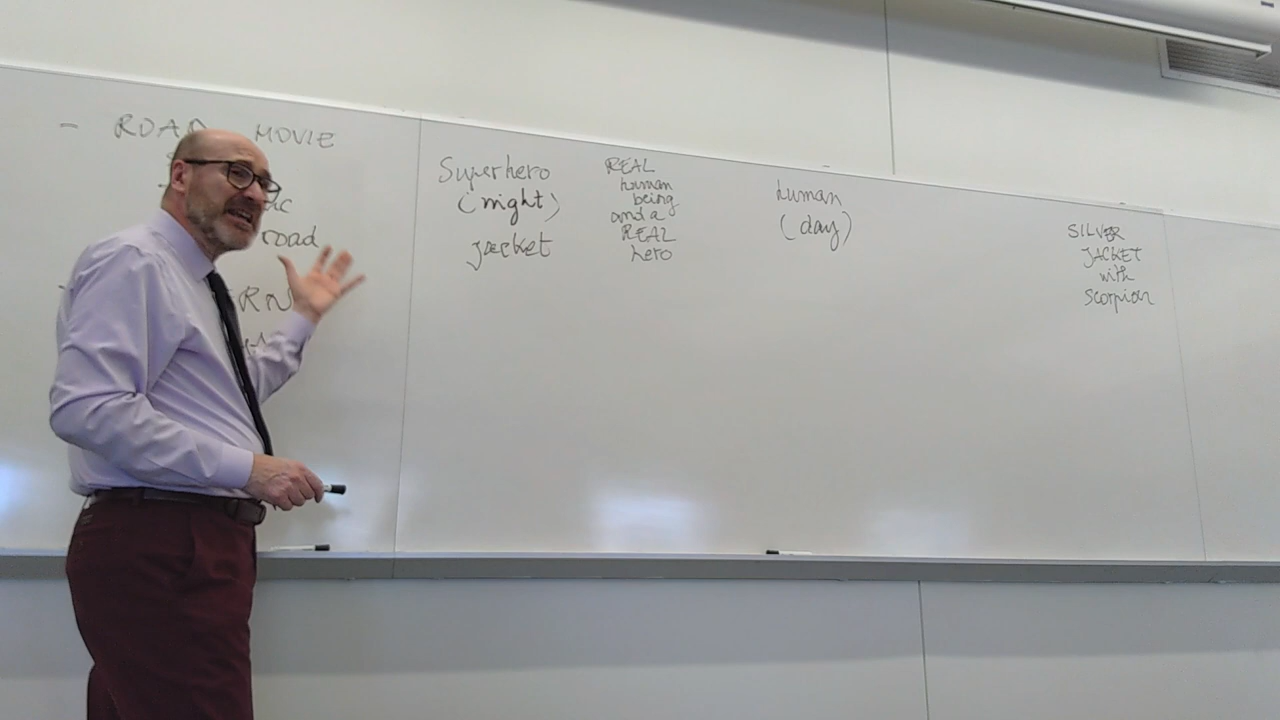 - ROAD MOVIE
road
Superhero
(night)
jacket
REAL
human
being
and a
REAL
hero
human
(day)
SILVER
JACKET
with
Scorpion